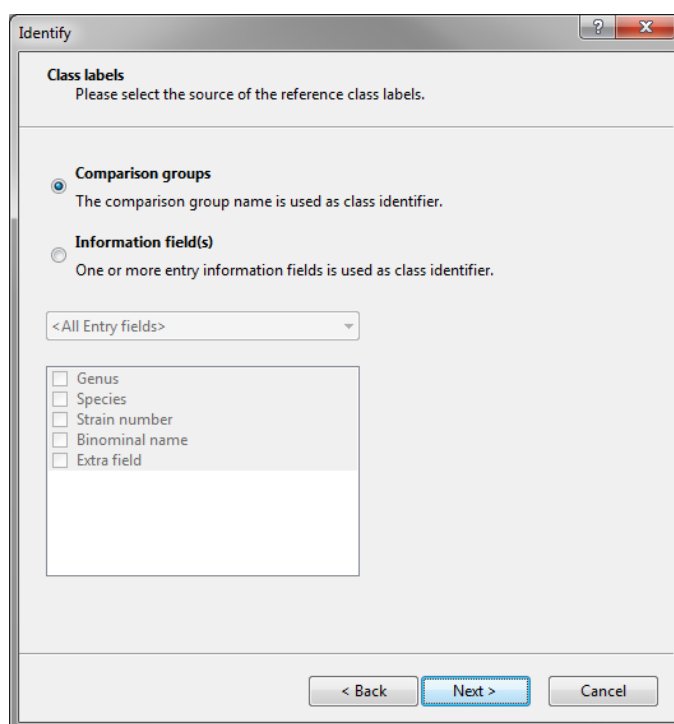 Identify
Class labels
Please select the source of the reference class labels.
Comparison groups
The comparison group name is used as class identifier.
Information field(s)
One or more entry information fields is used as class identifier.
<All Entry fields>
Genus
Species
Strain number
Binominal name
Extra field
< Back Next > Cancel